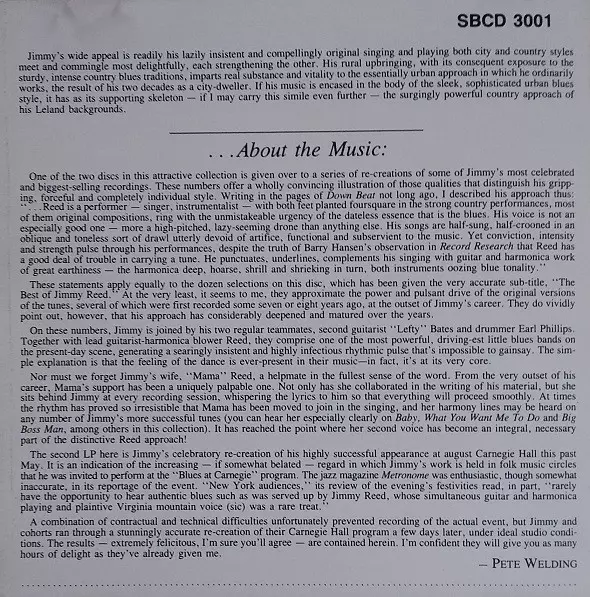 SBCD 3001
Jimmy's wide appeal is readily his lazily insistent and compellingly original singing and playing both city and country styles
meet and commingle most delightfully, each strengthening the other. His rural upbringing, with its consequent exposure to the
sturdy, intense country blues traditions, imparts real substance and vitality to the essentially urban approach in which he ordinarily
works, the result of his two decades as a city-dweller. If his music is encased in the body of the sleek, sophisticated urban blues
style, it has as its supporting skeleton — if I may carry this simile even further — the surgingly powerful country approach of
his Leland backgrounds.
. . .About the Music:
One of the two discs in this attractive collection is given over to a series of re-creations of some of Jimmy's most celebrated
and biggest-selling recordings. These numbers offer a wholly convincing illustration of those qualities that distinguish his gripp-
ing, forceful and completely individual style. Writing in the pages of Down Beat not long ago, I described his approach thus:
". . .Reed is a performer — singer, instrumentalist — with both feet planted foursquare in the strong country performances, most
of them original compositions, ring with the unmistakeable urgency of the dateless essence that is the blues. His voice is not an
especially good one — more a high-pitched, lazy-seeming drone than anything else. His songs are half-sung, half-crooned in an
oblique and toneless sort of drawl utterly devoid of artifice, functional and subservient to the music. Yet conviction, intensity
and strength pulse through his performances, despite the truth of Barry Hansen's observation in Record Research that Reed has
a good deal of trouble in carrying a tune. He punctuates, underlines, complements his singing with guitar and harmonica work
of great earthiness — the harmonica deep, hoarse, shrill and shrieking in turn, both instruments oozing blue tonality."
These statements apply equally to the dozen selections on this disc, which has been given the very accurate sub-title, "The
Best of Jimmy Reed." At the very least, it seems to me, they approximate the power and pulsant drive of the original versions
of the tunes, several of which were first recorded some seven or eight years ago, at the outset of Jimmy's career. They do vividly
point out, however, that his approach has considerably deepened and matured over the years.
On these numbers, Jimmy is joined by his two regular teammates, second guitarist "Lefty" Bates and drummer Earl Phillips.
Together with lead guitarist-harmonica blower Reed, they comprise one of the most powerful, driving-est little blues bands on
the present-day scene, generating a searingly insistent and highly infectious rhythmic pulse that's impossible to gainsay. The sim-
ple explanation is that the feeling of the dance is ever-present in their music—in fact, it's at its very core.
Nor must we forget Jimmy's wife, "Mama" Reed, a helpmate in the fullest sense of the word. From the very outset of his
career, Mama's support has been a uniquely palpable one. Not only has she collaborated in the writing of his material, but she
sits behind Jimmy at every recording session, whispering the lyrics to him so that everything will proceed smoothly. At times
the rhythm has proved so irresistible that Mama has been moved to join in the singing, and her harmony lines may be heard on
any number of Jimmy's more successful tunes (you can hear her especially clearly on Baby, What You Want Me To Do and Big
Boss Man, among others in this collection). It has reached the point where her second voice has become an integral, necessary
part of the distinctive Reed approach!
The second LP here is Jimmy's celebratory re-creation of his highly successful appearance at august Carnegie Hall this past
May. It is an indication of the increasing — if somewhat belated — regard in which Jimmy's work is held in folk music circles
that he was invited to perform at the "Blues at Carnegie" program. The jazz magazine Metronome was enthusiastic, though somewhat
inaccurate, in its reportage of the event. "New York audiences," its review of the evening's festivities read, in part, "rarely
have the opportunity to hear authentic blues such as was served up by Jimmy Reed, whose simultaneous guitar and harmonica
playing and plaintive Virginia mountain voice (sic) was a rare treat."
A combination of contractual and technical difficulties unfortunately prevented recording of the actual event, but Jimmy and
cohorts ran through a stunningly accurate re-creation of their Carnegie Hall program a few days later, under ideal studio condi-
tions. The results — extremely felicitous, I'm sure you'll agree — are contained herein. I'm confident they will give you as many
hours of delight as they've already given me.
— PETE WELDING